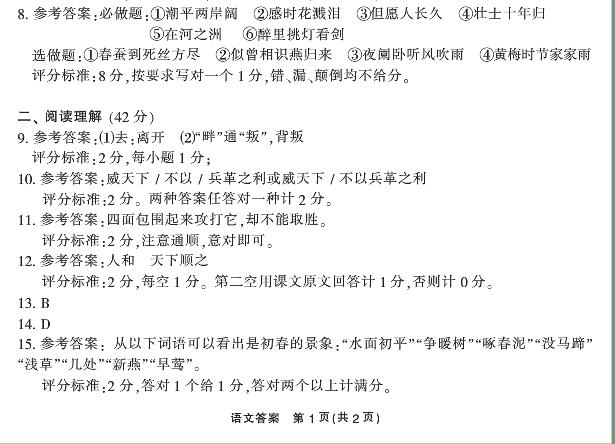 8. 参考答案:必做题:①潮平两岸阔　②感时花溅泪　③但愿人长久　④壮士十年归
⑤在河之洲　⑥醉里挑灯看剑
选做题:①春蚕到死丝方尽　②似曾相识燕归来　③夜阑卧听风吹雨　④黄梅时节家家雨
评分标准:8 分,按要求写对一个 1 分,错、漏、颠倒均不给分。
二、阅读理解 (42 分)
9. 参考答案:(1)去:离开　(2)“畔”通“叛”,背叛
评分标准:2 分,每小题 1 分;
10. 参考答案:威天下 / 不以 / 兵革之利或威天下 / 不以兵革之利
评分标准:2 分。两种答案任答对一种计 2 分。
11. 参考答案:四面包围起来攻打它,却不能取胜。
评分标准:2 分,注意通顺,意对即可。
12. 参考答案:人和　天下顺之
评分标准:2 分,每空 1 分。第二空用课文原文回答计 1 分,否则计 0 分。
13. B
14. D
15. 参考答案: 从以下词语可以看出是初春的景象:“水面初平”“争暖树”“啄春泥”“没马蹄”
“浅草”“几处”“新燕”“早莺”。
评分标准:2 分,答对 1 个给 1 分,答对两个以上计满分。
语文答案　第 1 页(共 2 页)